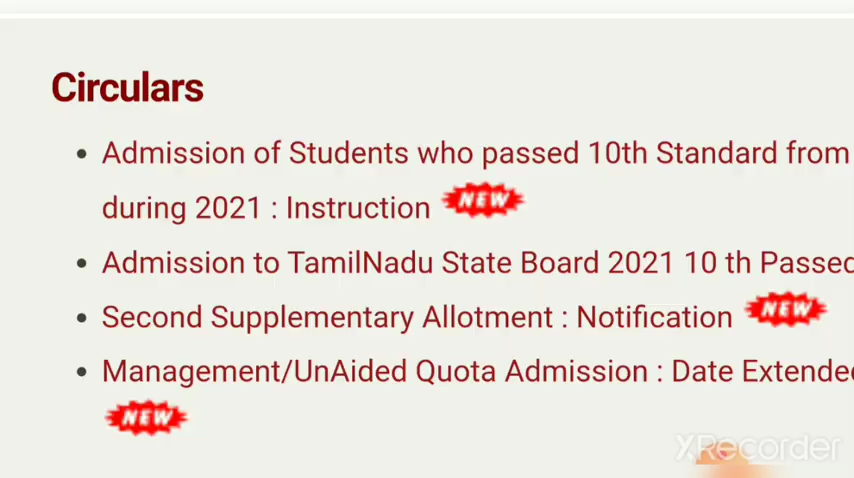 Circulars
Admission of Students who passed 10th Standard from
during 2021 : Instruction NEW
Admission to TamilNadu State Board 2021 10 th Passed
Second Supplementary Allotment : Notification NEW
Management/UnAided Quota Admission : Date Extended
NEW
XRecorder